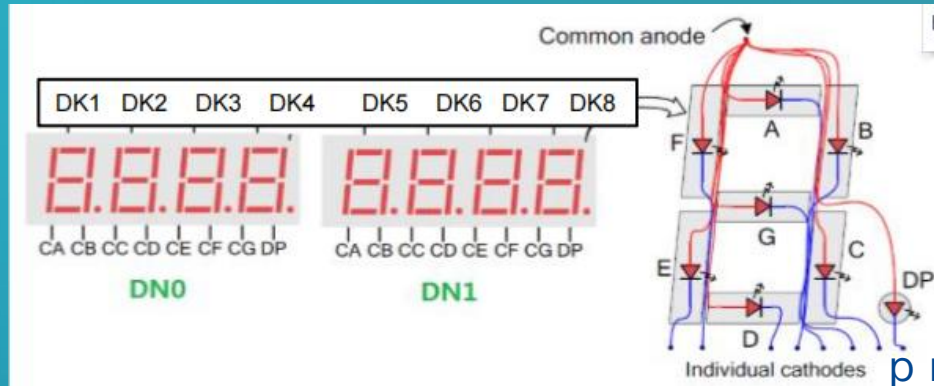 Common anode
DK1 DK2 DK3 DK4 DK5 DK6 DK7 DK8
A
F
B
G
E
C
D
DP
CA CB CC CD CE CF CG DP
CA CB CC CD CE CF CG DP
DN0
DN1
Individual cathodes
p